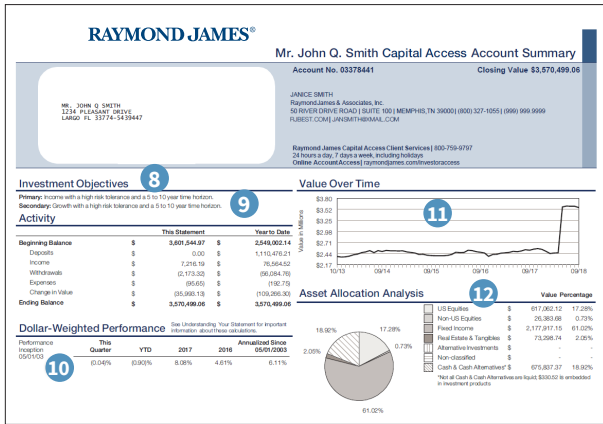 RAYMOND JAMES®
Mr. John Q. Smith Capital Access Account Summary
Account No. 03378441 Closing Value $3,570,499.06
MR. JOHN Q SMITH
1234 PLEASANT DRIVE
LARGO FL 33774-5439447
JANICE SMITH
Raymond James & Associates, Inc.
50 RIVER DRIVE ROAD | SUITE 100 | MEMPHIS, TN 39000 | (800) 327-1055 | (999) 999.9999
RJBEST.COM | JANSMITH@XMAIL.COM
Raymond James Capital Access Client Services | 800-759-9797
24 hours a day, 7 days a week, including holidays
Online Account Access | raymondjames.com/investoraccess
Investment Objectives 8
Primary: Income with a high risk tolerance and a 5 to 10 year time horizon.
Secondary: Growth with a high risk tolerance and a 5 to 10 year time horizon.
9
Activity
This Statement Year to Date
Beginning Balance $ 3,601,544.97 $ 2,549,002.14
Deposits $ 0.00 $ 1,110,476.21
Income $ 7,216.19 $ 76,564.52
Withdrawals $ (2,173.32) $ (56,084.76)
Expenses $ (95.65) $ (192.75)
Change in Value $ (35,993.13) $ (109,266.30)
Ending Balance $ 3,570,499.06 $ 3,570,499.06
Dollar-Weighted Performance See Understanding Your Statement for important information about these calculations.
Performance Inception 05/01/03
This Quarter YTD 2017 2016 Annualized Since 05/01/2003
(0.04)% (0.90)% 8.08% 4.61% 6.11%
10
Value Over Time
11
Value in Millions
$3.80
$3.52
$3.25
$2.98
$2.71
$2.44
$2.17
10/13 09/14 09/15 09/16 09/17 09/18
Asset Allocation Analysis
12
Value Percentage
US Equities $ 617,062.12 17.28%
Non-US Equities $ 26,383.68 0.73%
Fixed Income $ 2,177,917.15 61.02%
Real Estate & Tangibles $ 73,298.74 2.05%
Alternative Investments $ - -
Non-classified $ - -
Cash & Cash Alternatives* $ 675,837.37 18.92%
*Not all Cash & Cash Alternatives are liquid; $330.52 is embedded
in investment products
18.92%
17.28%
0.73%
2.05%
61.02%